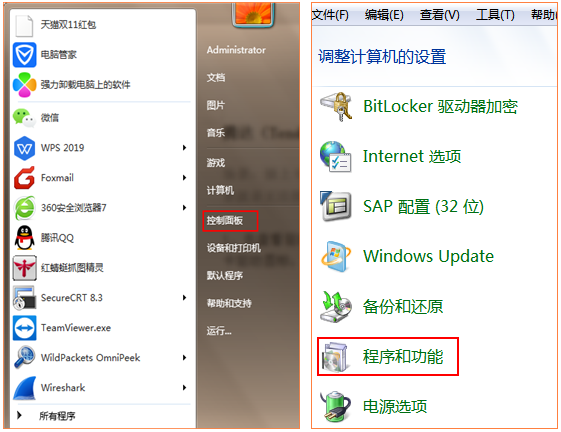 天猫双11红包
电脑管家
强力卸载电脑上的软件
微信
WPS 2019
Foxmail
360安全浏览器7
腾讯QQ
红蜻蜓抓图精灵
SecureCRT 8.3
TeamViewer.exe
WildPackets OmniPeek
Wireshark
所有程序
Administrator
文档
图片
音乐
游戏
计算机
控制面板
设备和打印机
默认程序
帮助和支持
运行...
文件(F) 编辑(E) 查看(V) 工具(T) 帮助
调整计算机的设置
BitLocker 驱动器加密
Internet 选项
SAP 配置 (32 位)
Windows Update
备份和还原
程序和功能
电源选项